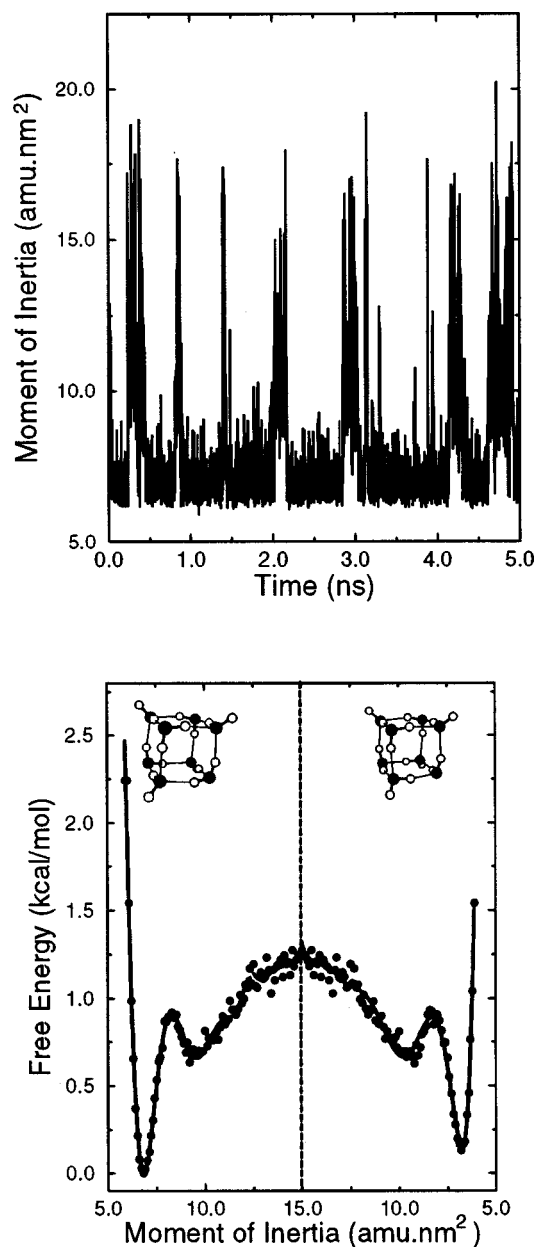 20.0
15.0
10.0
5.0
Moment of Inertia (amu.nm²)
0.0 1.0 2.0 3.0 4.0 5.0
Time (ns)
2.5
2.0
1.5
1.0
0.5
0.0
Free Energy (kcal/mol)
5.0 10.0 15.0 10.0 5.0
Moment of Inertia (amu.nm²)